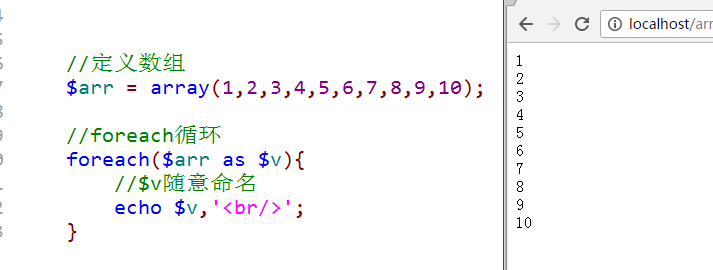 //定义数组
$arr = array(1,2,3,4,5,6,7,8,9,10);
//foreach循环
foreach($arr as $v){
//$v随意命名
echo $v,'<br/>';
}
localhost/arr
1
2
3
4
5
6
7
8
9
10